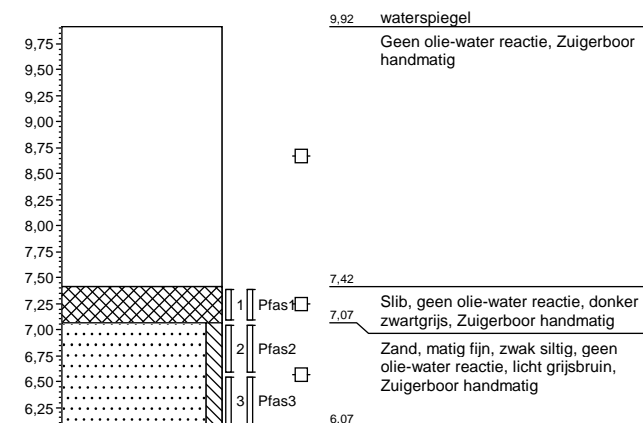 9,92 waterspiegel
Geen olie-water reactie, Zuigerboor
handmatig
9,75
9,50
9,25
9,00
8,75
8,50
8,25
8,00
7,75
7,50
7,42
7,25
1 Pfas1
Slib, geen olie-water reactie, donker
zwartgrijs, Zuigerboor handmatig
7,07
7,00
6,75
2 Pfas2
Zand, matig fijn, zwak siltig, geen
olie-water reactie, licht grijsbruin,
Zuigerboor handmatig
6,50
6,25
3 Pfas3
6,07